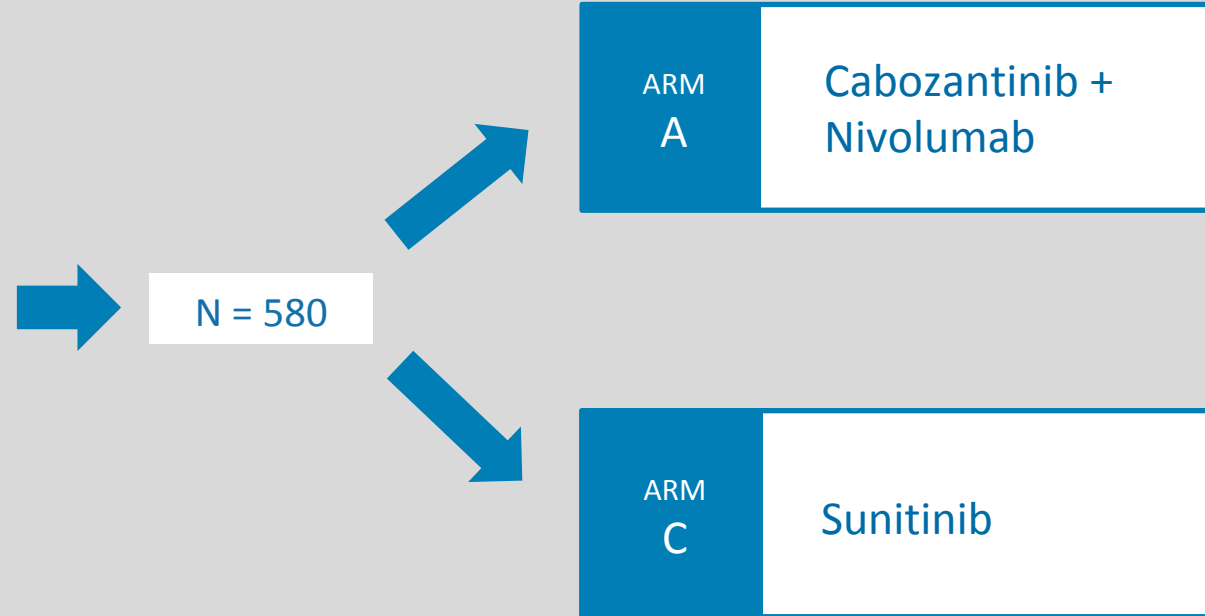 ARM
A
Cabozantinib +
Nivolumab
N = 580
ARM
C
Sunitinib